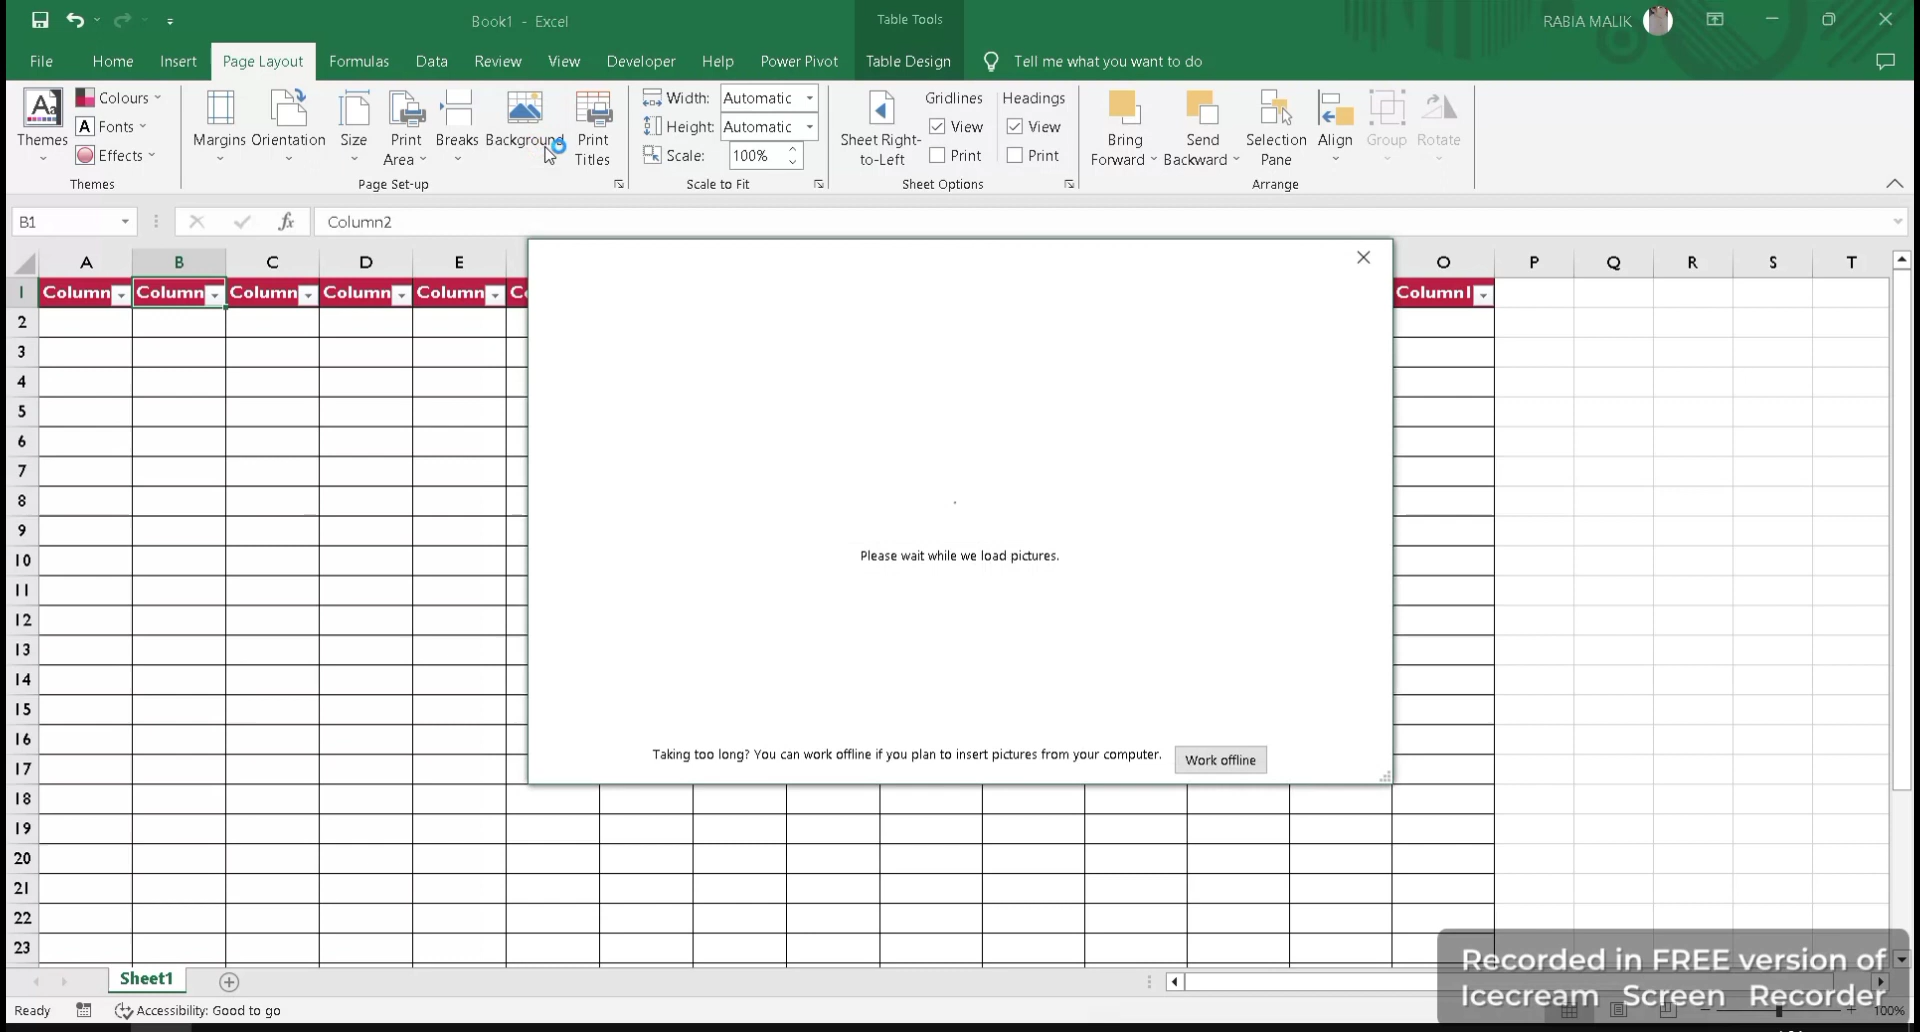 Book1 - Excel
Table Tools
RABIA MALIK
File Home Insert Page Layout Formulas Data Review View Developer Help Power Pivot Table Design Tell me what you want to do
Aa Colours
A Fonts
Effects
Themes
Margins Orientation Size Print Area Breaks Background Print Titles
Width: Automatic
Height: Automatic
Scale: 100%
Sheet Right-to-Left
Gridlines
View
Print
Headings
View
Print
Bring Forward Send Backward Selection Pane Align Group Rotate
Themes Page Set-up Scale to Fit Sheet Options Arrange
B1 fx Column2
A B C D E O P Q R S T
1 Column Column Column Column Column Co Column1
2
3
4
5
6
7
8
9
10
11
12
13
14
15
16
17
18
19
20
21
22
23
Please wait while we load pictures.
Taking too long? You can work offline if you plan to insert pictures from your computer. Work offline
Sheet1
Ready Accessibility: Good to go 100%
Recorded in FREE version of
Icecream Screen Recorder